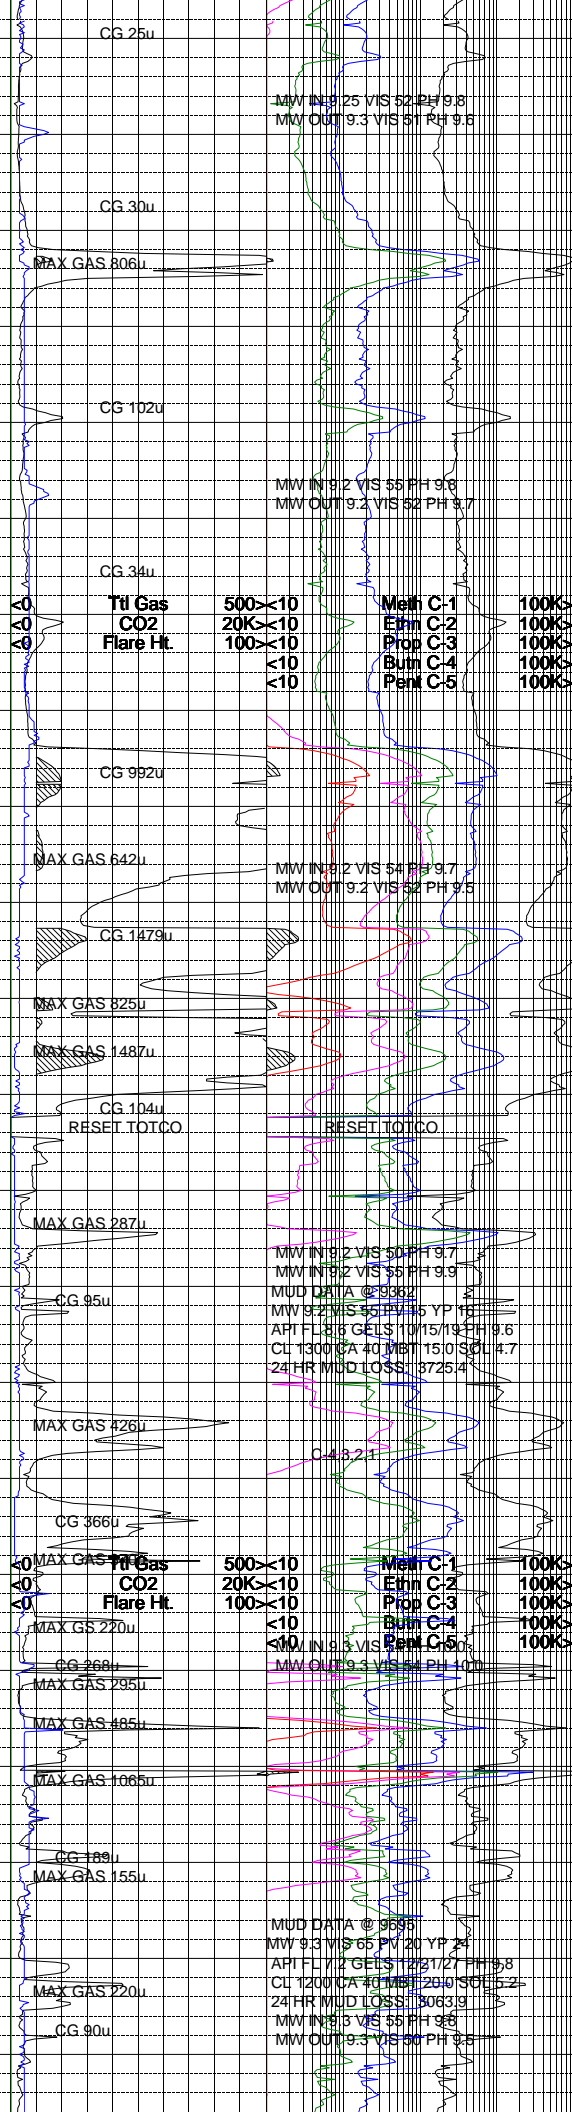 CG 25u
MW IN 9.25 VIS 52 PH 9.8
MW OUT 9.3 VIS 51 PH 9.6
CG 30u
MAX GAS 806u
CG 102u
MW IN 9.2 VIS 55 PH 9.8
MW OUT 9.2 VIS 52 PH 9.7
CG 34u
<0 Ttl Gas 500> <10 Meth C-1 100K>
<0 CO2 20K> <10 Ethn C-2 100K>
<0 Flare Ht. 100> <10 Prop C-3 100K>
<10 Butn C-4 100K>
<10 Pent C-5 100K>
CG 992u
MAX GAS 642u
MW IN 9.2 VIS 54 PH 9.7
MW OUT 9.2 VIS 52 PH 9.5
CG 1479u
MAX GAS 825u
MAX GAS 1487u
CG 104u
RESET TOTCO RESET TOTCO
MAX GAS 287u
MW IN 9.2 VIS 50 PH 9.7
MW IN 9.2 VIS 55 PH 9.9
MUD DATA @ 9362
CG 95u
MW 9.2 VIS 55 PV 15 YP 16
API FL 8.6 GELS 10/15/19 PH 9.6
CL 1300 CA 40 MBT 15.0 SOL 4.7
24 HR MUD LOSS: 3725.4
MAX GAS 426u
C-4,3,2,1
CG 366u
MAX GAS
<0 Ttl Gas 500> <10 Meth C-1 100K>
<0 CO2 20K> <10 Ethn C-2 100K>
<0 Flare Ht. 100> <10 Prop C-3 100K>
<10 Butn C-4 100K>
MAX GS 220u
<10 Pent C-5 100K>
MW IN 9.3 VIS
CG 268u
MW OUT 9.3 VIS 54 PH 10.0
MAX GAS 295u
MAX GAS 485u
MAX GAS 1065u
CG 189u
MAX GAS 155u
MUD DATA @ 9695
MW 9.3 VIS 65 PV 20 YP 24
API FL 7.2 GELS 12/21/27 PH 9.8
CL 1200 CA 40 MBT 20.0 SOL 5.2
MAX GAS 220u
24 HR MUD LOSS: 3063.9
MW IN 9.3 VIS 55 PH 9.8
CG 90u
MW OUT 9.3 VIS 50 PH 9.5